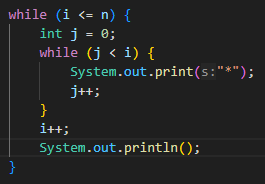 while (i <= n) {
    int j = 0;
    while (j < i) {
        System.out.print(s:"*");
        j++;
    }
    i++;
    System.out.println();
}